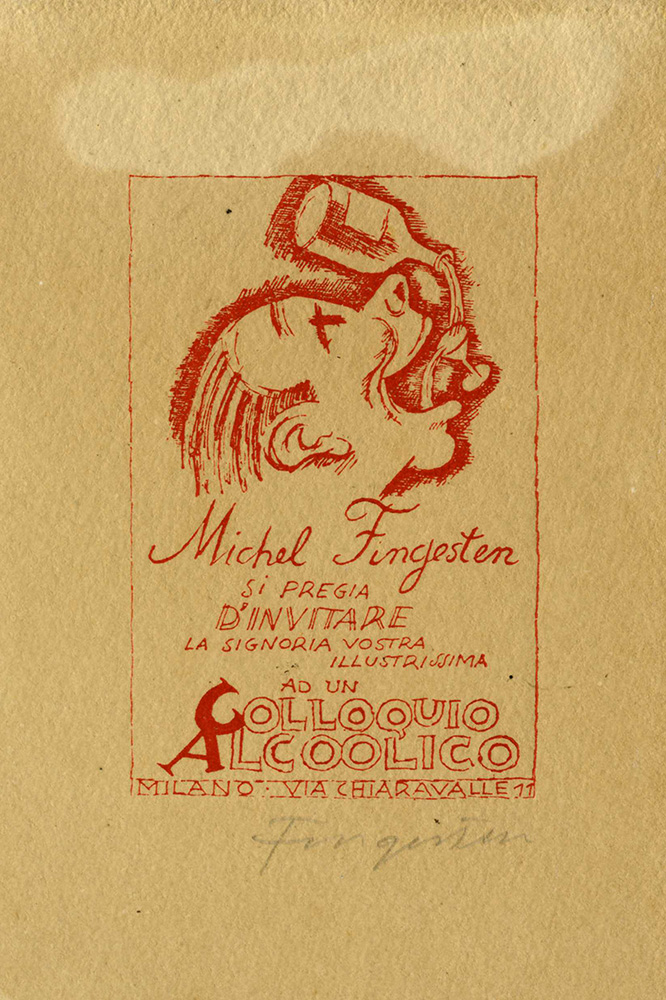 Michel Fingesten
Si PREGIA
D'INVITARE
LA SIGNORIA VOSTRA
ILLUSTRISSIMA
AD UN
COLLOQUIO
ALCOOLICO
MILANO · VIA CHIARAVALLE 11
Fingesten